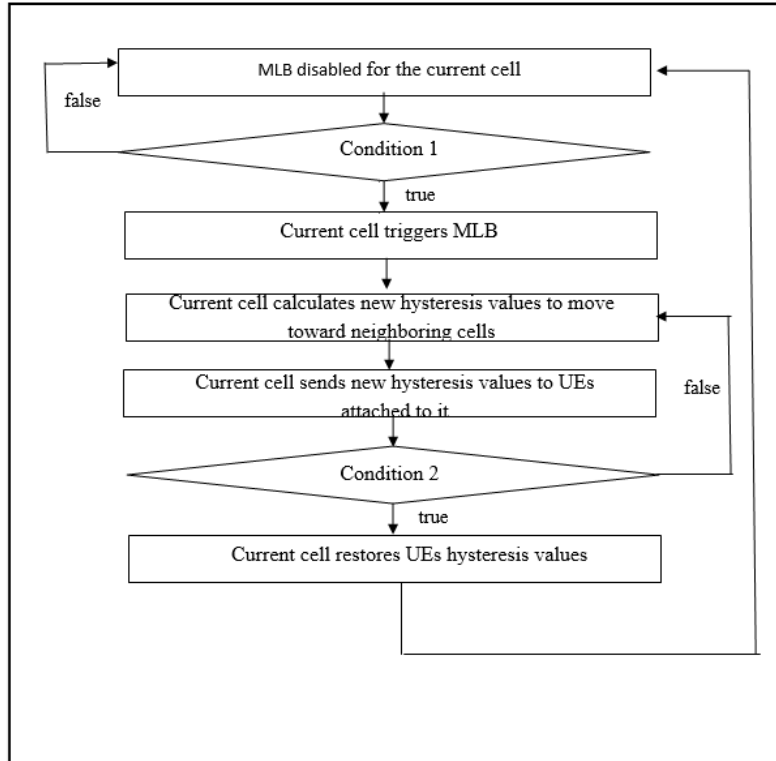 MLB disabled for the current cell
false
Condition 1
true
Current cell triggers MLB
Current cell calculates new hysteresis values to move
toward neighboring cells
Current cell sends new hysteresis values to UEs
attached to it
false
Condition 2
true
Current cell restores UEs hysteresis values